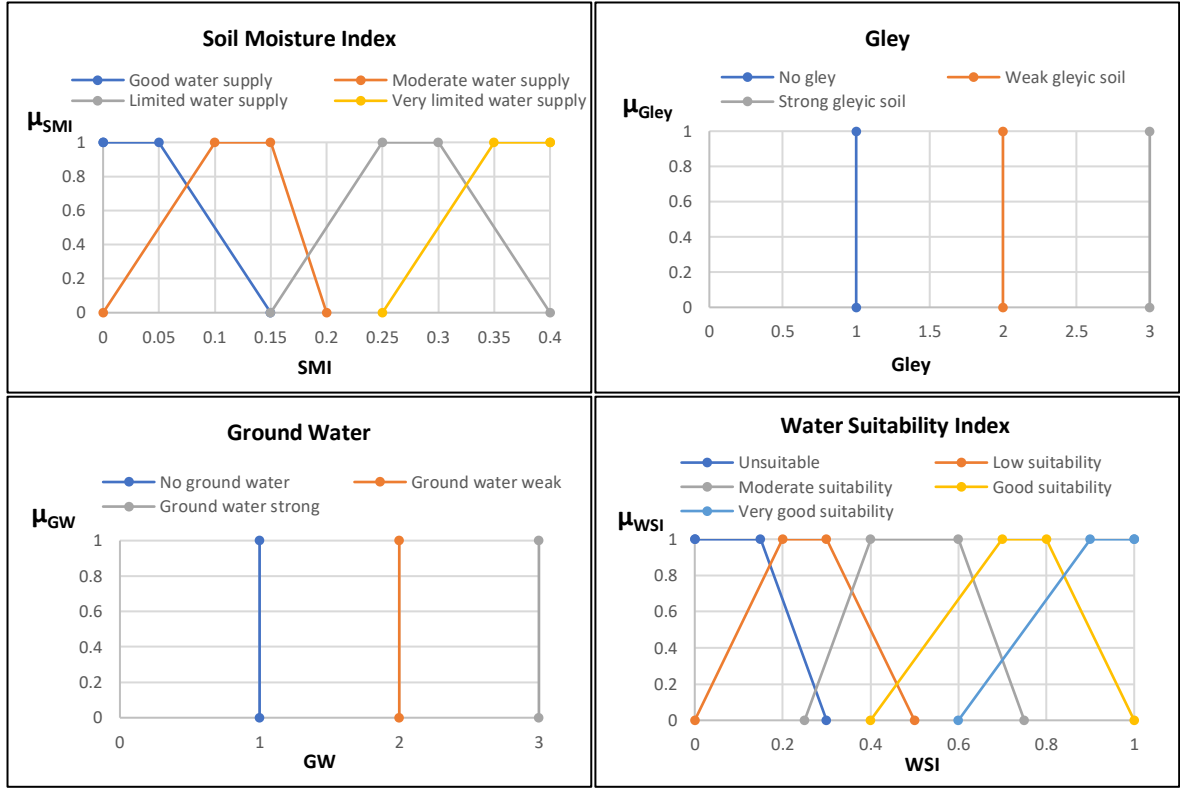 Soil Moisture Index
Good water supply
Moderate water supply
Limited water supply
Very limited water supply
μSMI
1
0.8
0.6
0.4
0.2
0
0 0.05 0.1 0.15 0.2 0.25 0.3 0.35 0.4
SMI
Gley
No gley
Weak gleyic soil
Strong gleyic soil
μGley
1
0.8
0.6
0.4
0.2
0
0 0.5 1 1.5 2 2.5 3
Gley
Ground Water
No ground water
Ground water weak
Ground water strong
μGW
1
0.8
0.6
0.4
0.2
0
0 1 2 3
GW
Water Suitability Index
Unsuitable
Low suitability
Moderate suitability
Good suitability
Very good suitability
μWSI
1
0.8
0.6
0.4
0.2
0
0 0.2 0.4 0.6 0.8 1
WSI